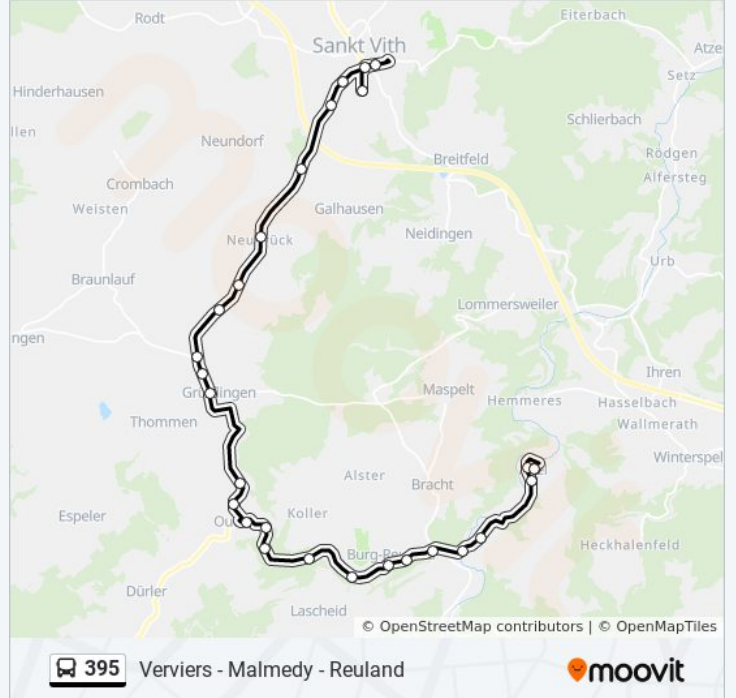 Rodt
Eiterbach
Sankt Vith
Atze
Setz
Hinderhausen
Schlierbach
llen
Neundorf
Rödgen
Breitfeld
Alfersteg
Crombach
Weisten
Galhausen
Neidingen
Urb
Braunlauf
Lommersweiler
ngen
Ihren
Maspelt
Hemmeres
Hasselbach
Thommen
Wallmerath
Winterspel
Alster
Bracht
Espeler
Koller
Heckhalenfeld
Dürler
Lascheid
© OpenStreetMap contributors | © OpenMapTiles
395 Verviers - Malmedy - Reuland
moovit